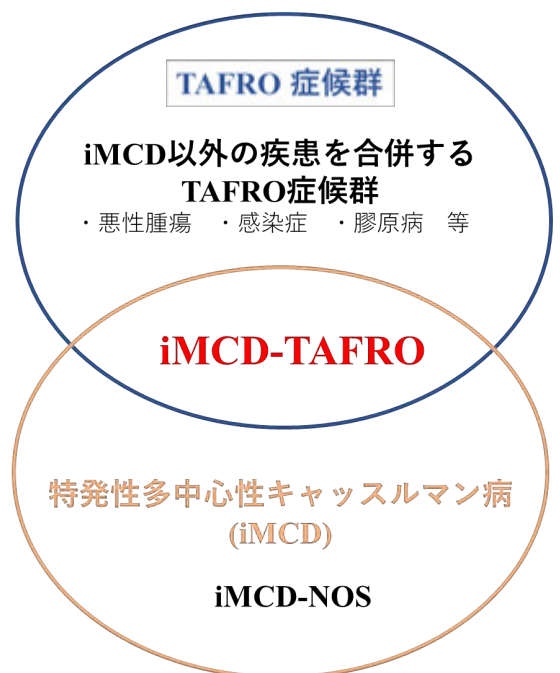 TAFRO 症候群
iMCD以外の疾患を合併する
TAFRO症候群
・悪性腫瘍　・感染症　・膠原病　等
iMCD-TAFRO
特発性多中心性キャッスルマン病
(iMCD)
iMCD-NOS